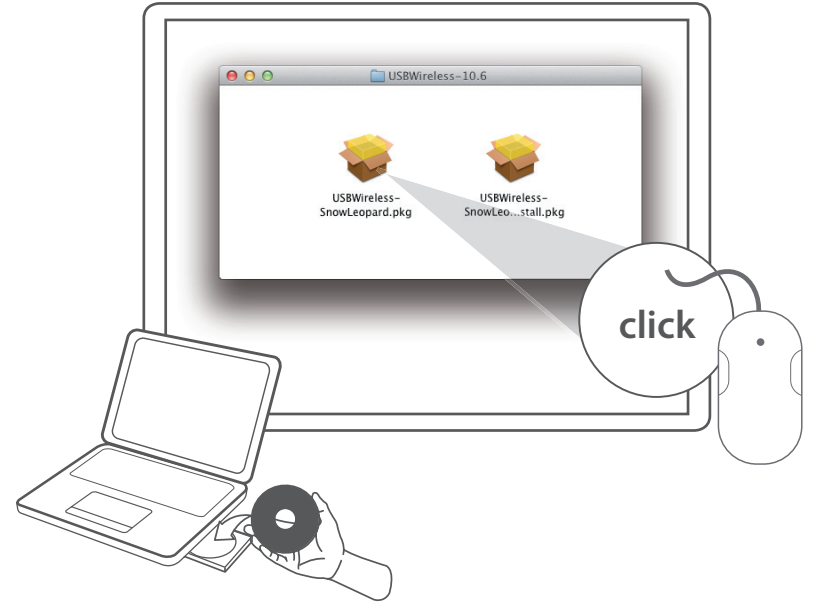 USBWireless-10.6
USBWireless-
SnowLeopard.pkg
USBWireless-
SnowLeo...stall.pkg
click